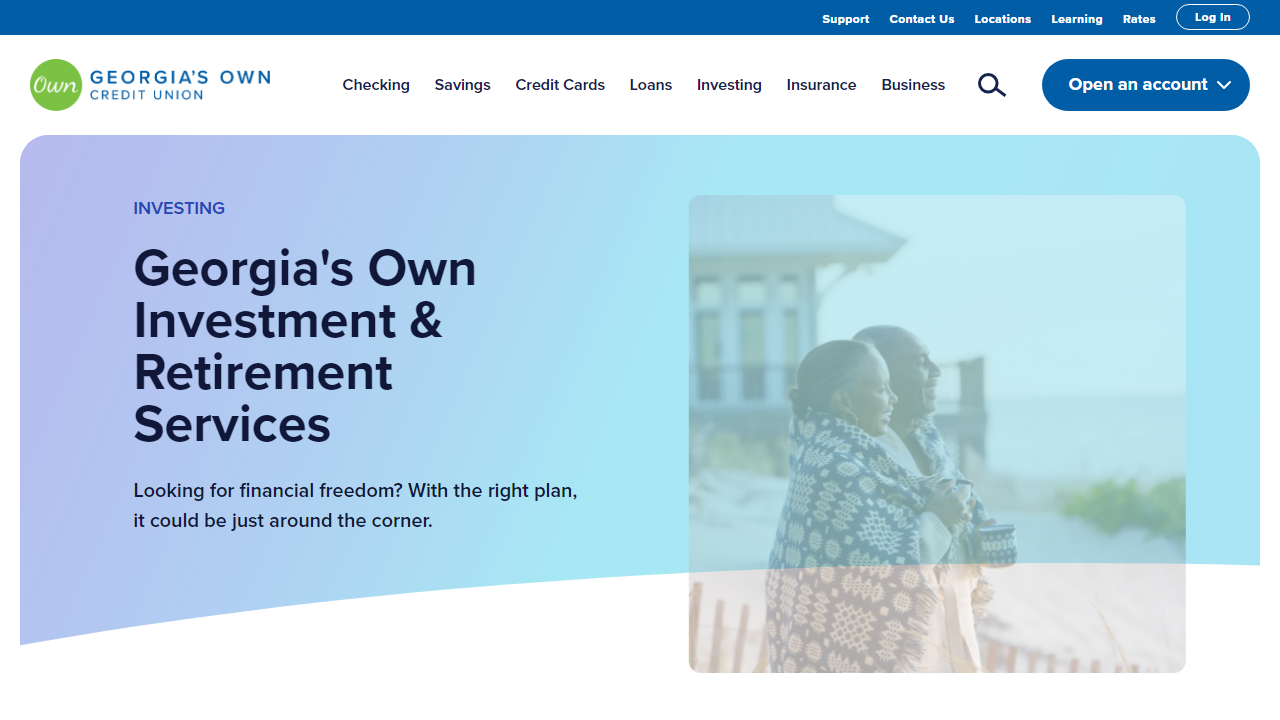 Support Contact Us Locations Learning Rates Log In
Own GEORGIA'S OWN
CREDIT UNION
Checking Savings Credit Cards Loans Investing Insurance Business Open an account
INVESTING
Georgia's Own
Investment &
Retirement
Services
Looking for financial freedom? With the right plan,
it could be just around the corner.